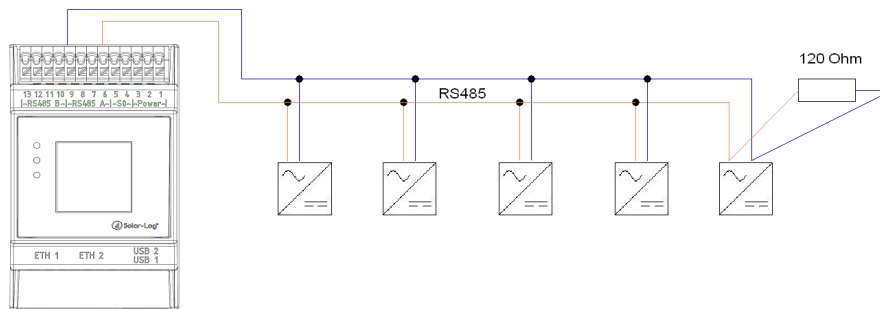 120 Ohm
RS485
13 12 11 10 9 8 7 6 5 4 3 2 1
|-RS485 B-|-RS485 A-|-S0-|-Power-|
Solar-Log™
ETH 1 ETH 2 USB 2
USB 1